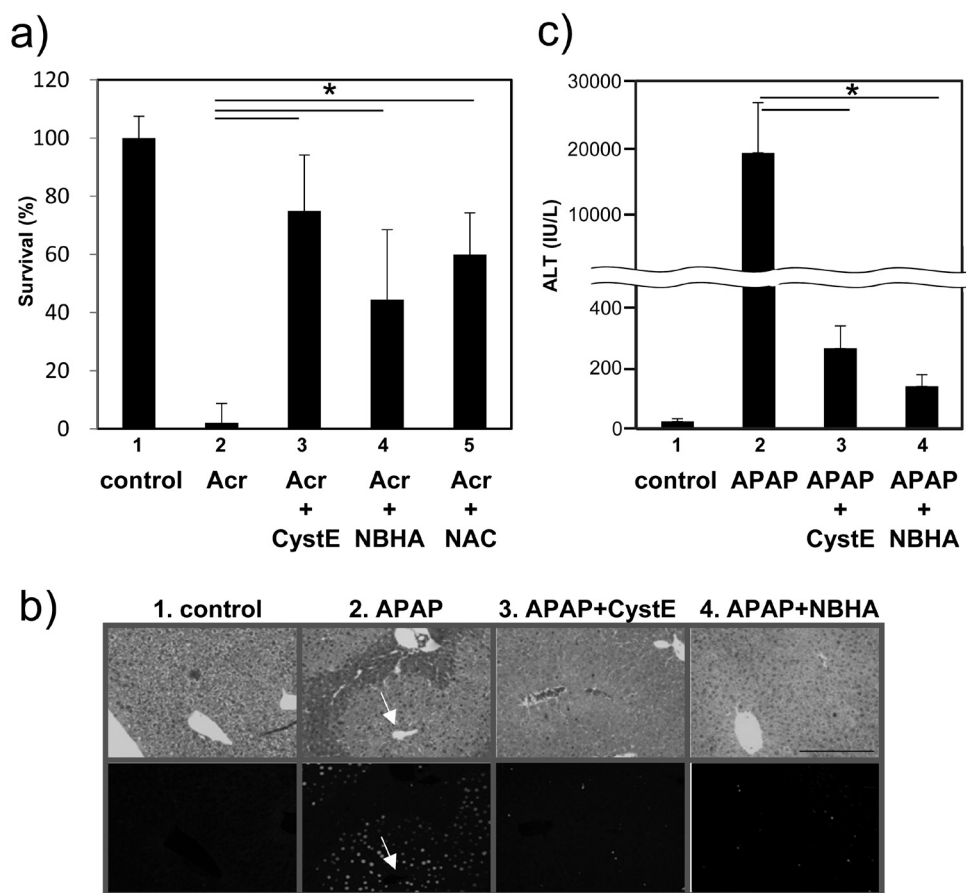 a)
120
100
80
60
40
20
0
Survival (%)
*
1 2 3 4 5
control Acr Acr Acr Acr
+ + +
CystE NBHA NAC
c)
30000
20000
10000
400
200
0
ALT (IU/L)
*
1 2 3 4
control APAP APAP APAP
+ +
CystE NBHA
b)
1. control 2. APAP 3. APAP+CystE 4. APAP+NBHA